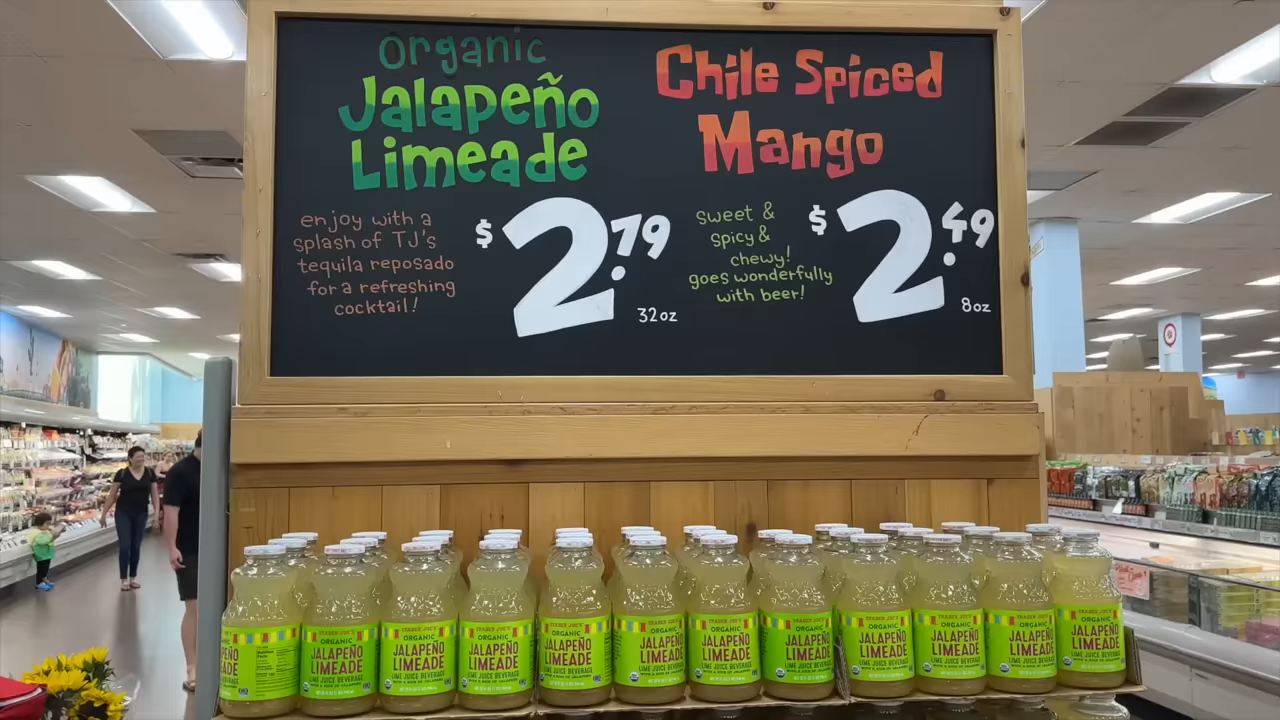 Organic
Jalapeño
Limeade
enjoy with a
splash of TJ's
tequila reposado
for a refreshing
cocktail!
$2.79
32oz
Chile Spiced
Mango
sweet &
spicy &
chewy!
goes wonderfully
with beer!
$2.49
8oz
TRADER JOE'S
ORGANIC
JALAPEÑO
LIMEADE
LIME JUICE BEVERAGE